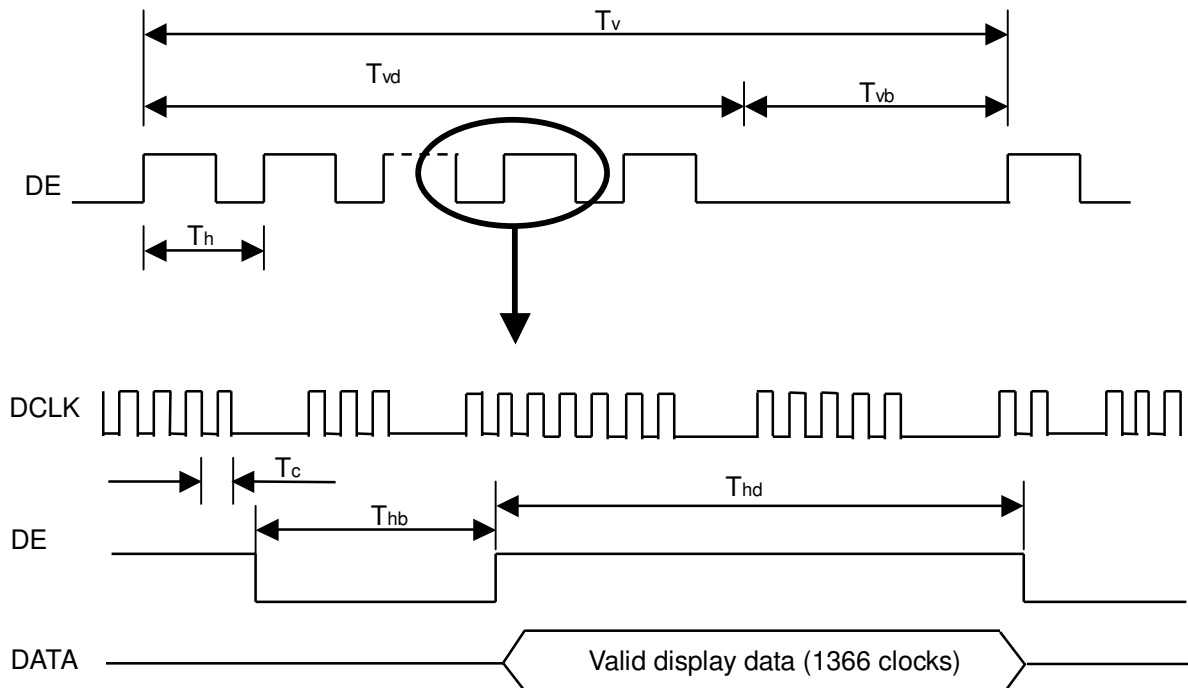 Tv
Tvd
Tvb
DE
Th
DCLK
Tc
Thd
Thb
DE
DATA
Valid display data (1366 clocks)